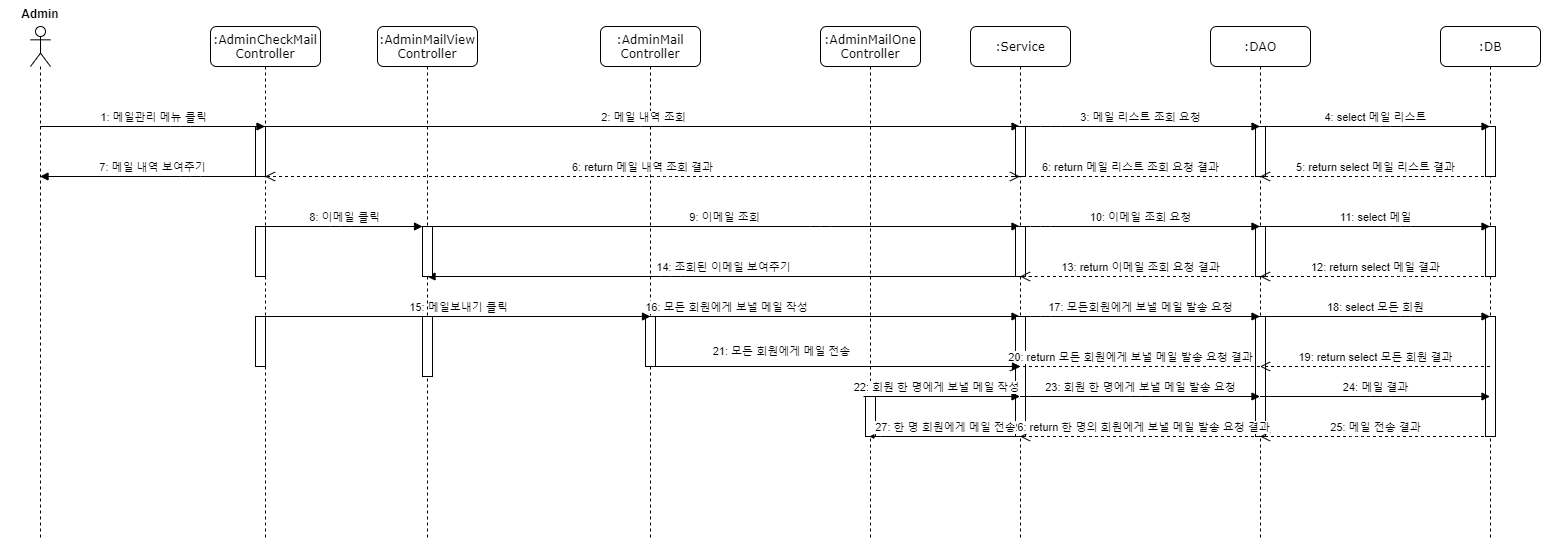 Admin
:AdminCheckMail
Controller
:AdminMailView
Controller
:AdminMail
Controller
:AdminMailOne
Controller
:Service
:DAO
:DB
1: 메일관리 메뉴 클릭
2: 메일 내역 조회
3: 메일 리스트 조회 요청
4: select 메일 리스트
7: 메일 내역 보여주기
6: return 메일 내역 조회 결과
6: return 메일 리스트 조회 요청 결과
5: return select 메일 리스트 결과
8: 이메일 클릭
9: 이메일 조회
10: 이메일 조회 요청
11: select 메일
14: 조회된 이메일 보여주기
13: return 이메일 조회 요청 결과
12: return select 메일 결과
15: 메일보내기 클릭
16: 모든 회원에게 보낼 메일 작성
17: 모든회원에게 보낼 메일 발송 요청
18: select 모든 회원
21: 모든 회원에게 메일 전송
20: return 모든 회원에게 보낼 메일 발송 요청 결과
19: return select 모든 회원 결과
22: 회원 한 명에게 보낼 메일 작성
23: 회원 한 명에게 보낼 메일 발송 요청
24: 메일 결과
27: 한 명 회원에게 메일 전송
6: return 한 명의 회원에게 보낼 메일 발송 요청 결과
25: 메일 전송 결과